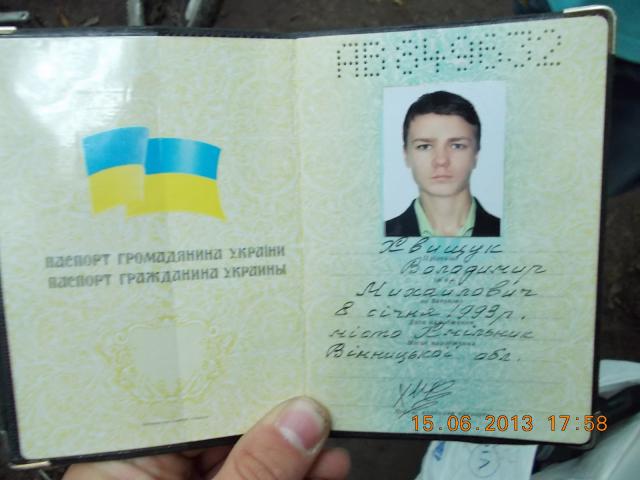 АВ 849632
ПАСПОРТ ГРОМАДЯНИНА УКРАЇНИ
ПАСПОРТ ГРАЖДАНИНА УКРАИНЫ
Хвищук
Володимир
Михайлович
8 січня 1993р.
місто Хмільник
Вінницької обл.
15.06.2013 17:58